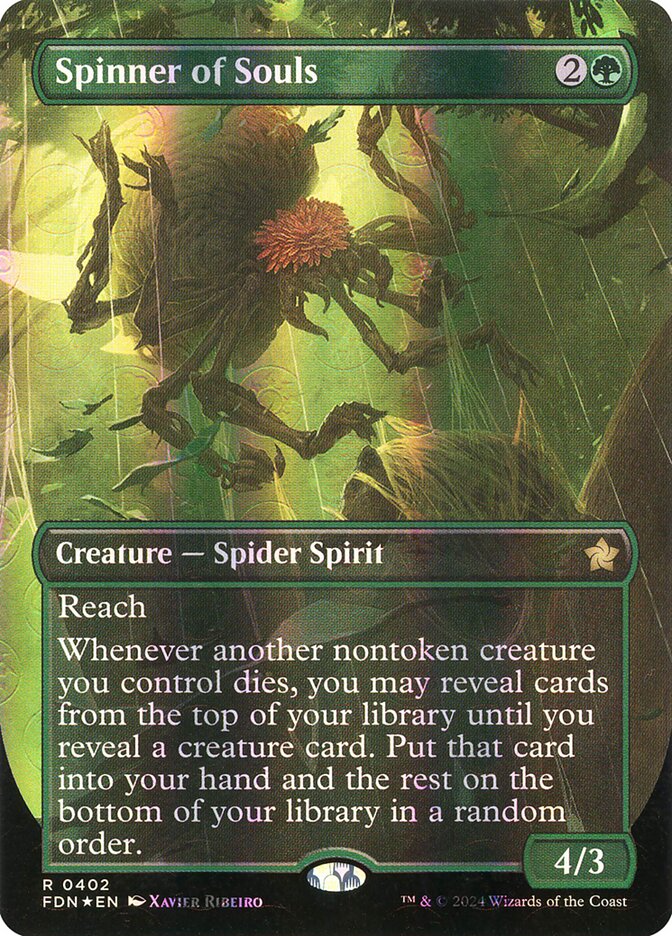 Spinner of Souls 2
Creature — Spider Spirit
Reach
Whenever another nontoken creature
you control dies, you may reveal cards
from the top of your library until you
reveal a creature card. Put that card
into your hand and the rest on the
bottom of your library in a random
order.
4/3
R 0402
FDN★EN Xavier Ribeiro ™ & © 2024 Wizards of the Coast